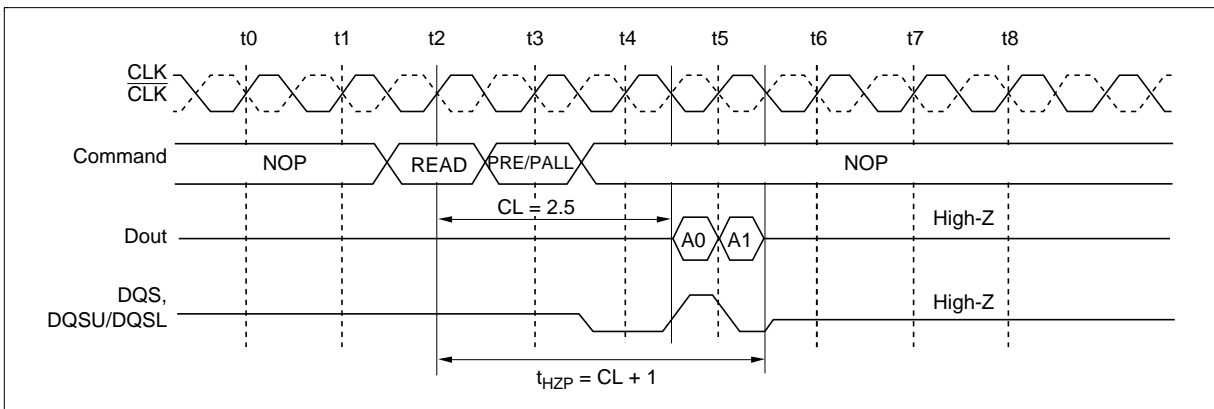 t0 t1 t2 t3 t4 t5 t6 t7 t8
CLK
CLK
Command NOP READ PRE/PALL NOP
CL = 2.5
Dout A0 A1 High-Z
DQS,
DQSU/DQSL High-Z
tHZP = CL + 1